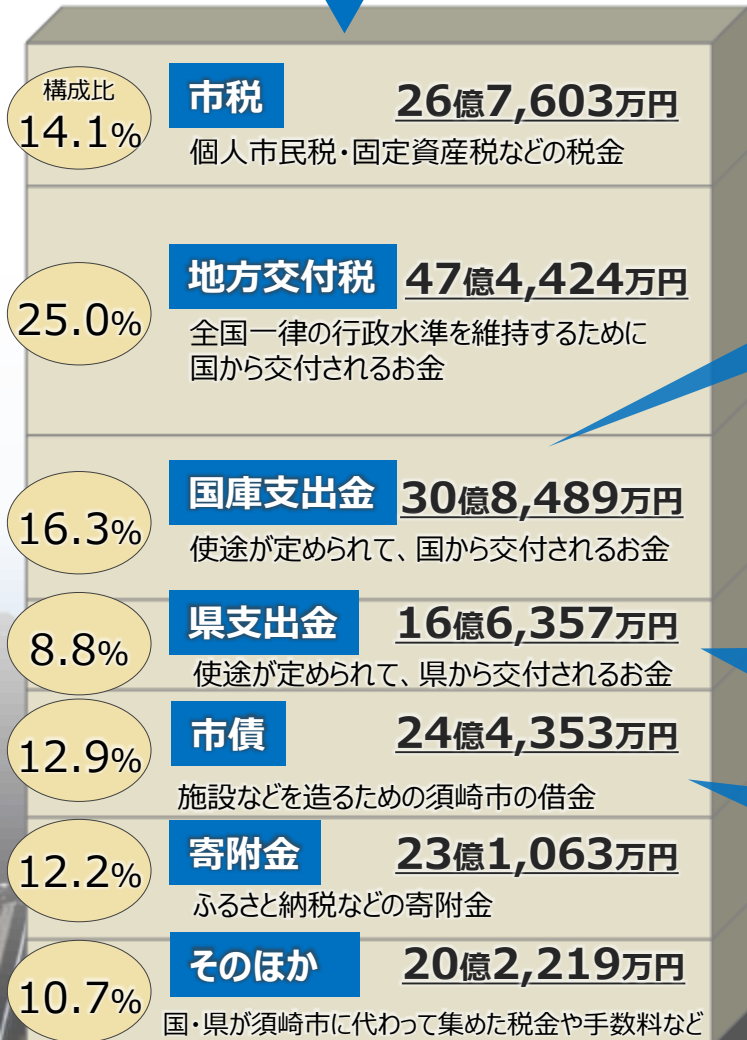 構成比
14.1%
市税 26億7,603万円
個人市民税・固定資産税などの税金
25.0%
地方交付税 47億4,424万円
全国一律の行政水準を維持するために
国から交付されるお金
16.3%
国庫支出金 30億8,489万円
使途が定められて、国から交付されるお金
8.8%
県支出金 16億6,357万円
使途が定められて、県から交付されるお金
12.9%
市債 24億4,353万円
施設などを造るための須崎市の借金
12.2%
寄附金 23億1,063万円
ふるさと納税などの寄附金
10.7%
そのほか 20億2,219万円
国・県が須崎市に代わって集めた税金や手数料など